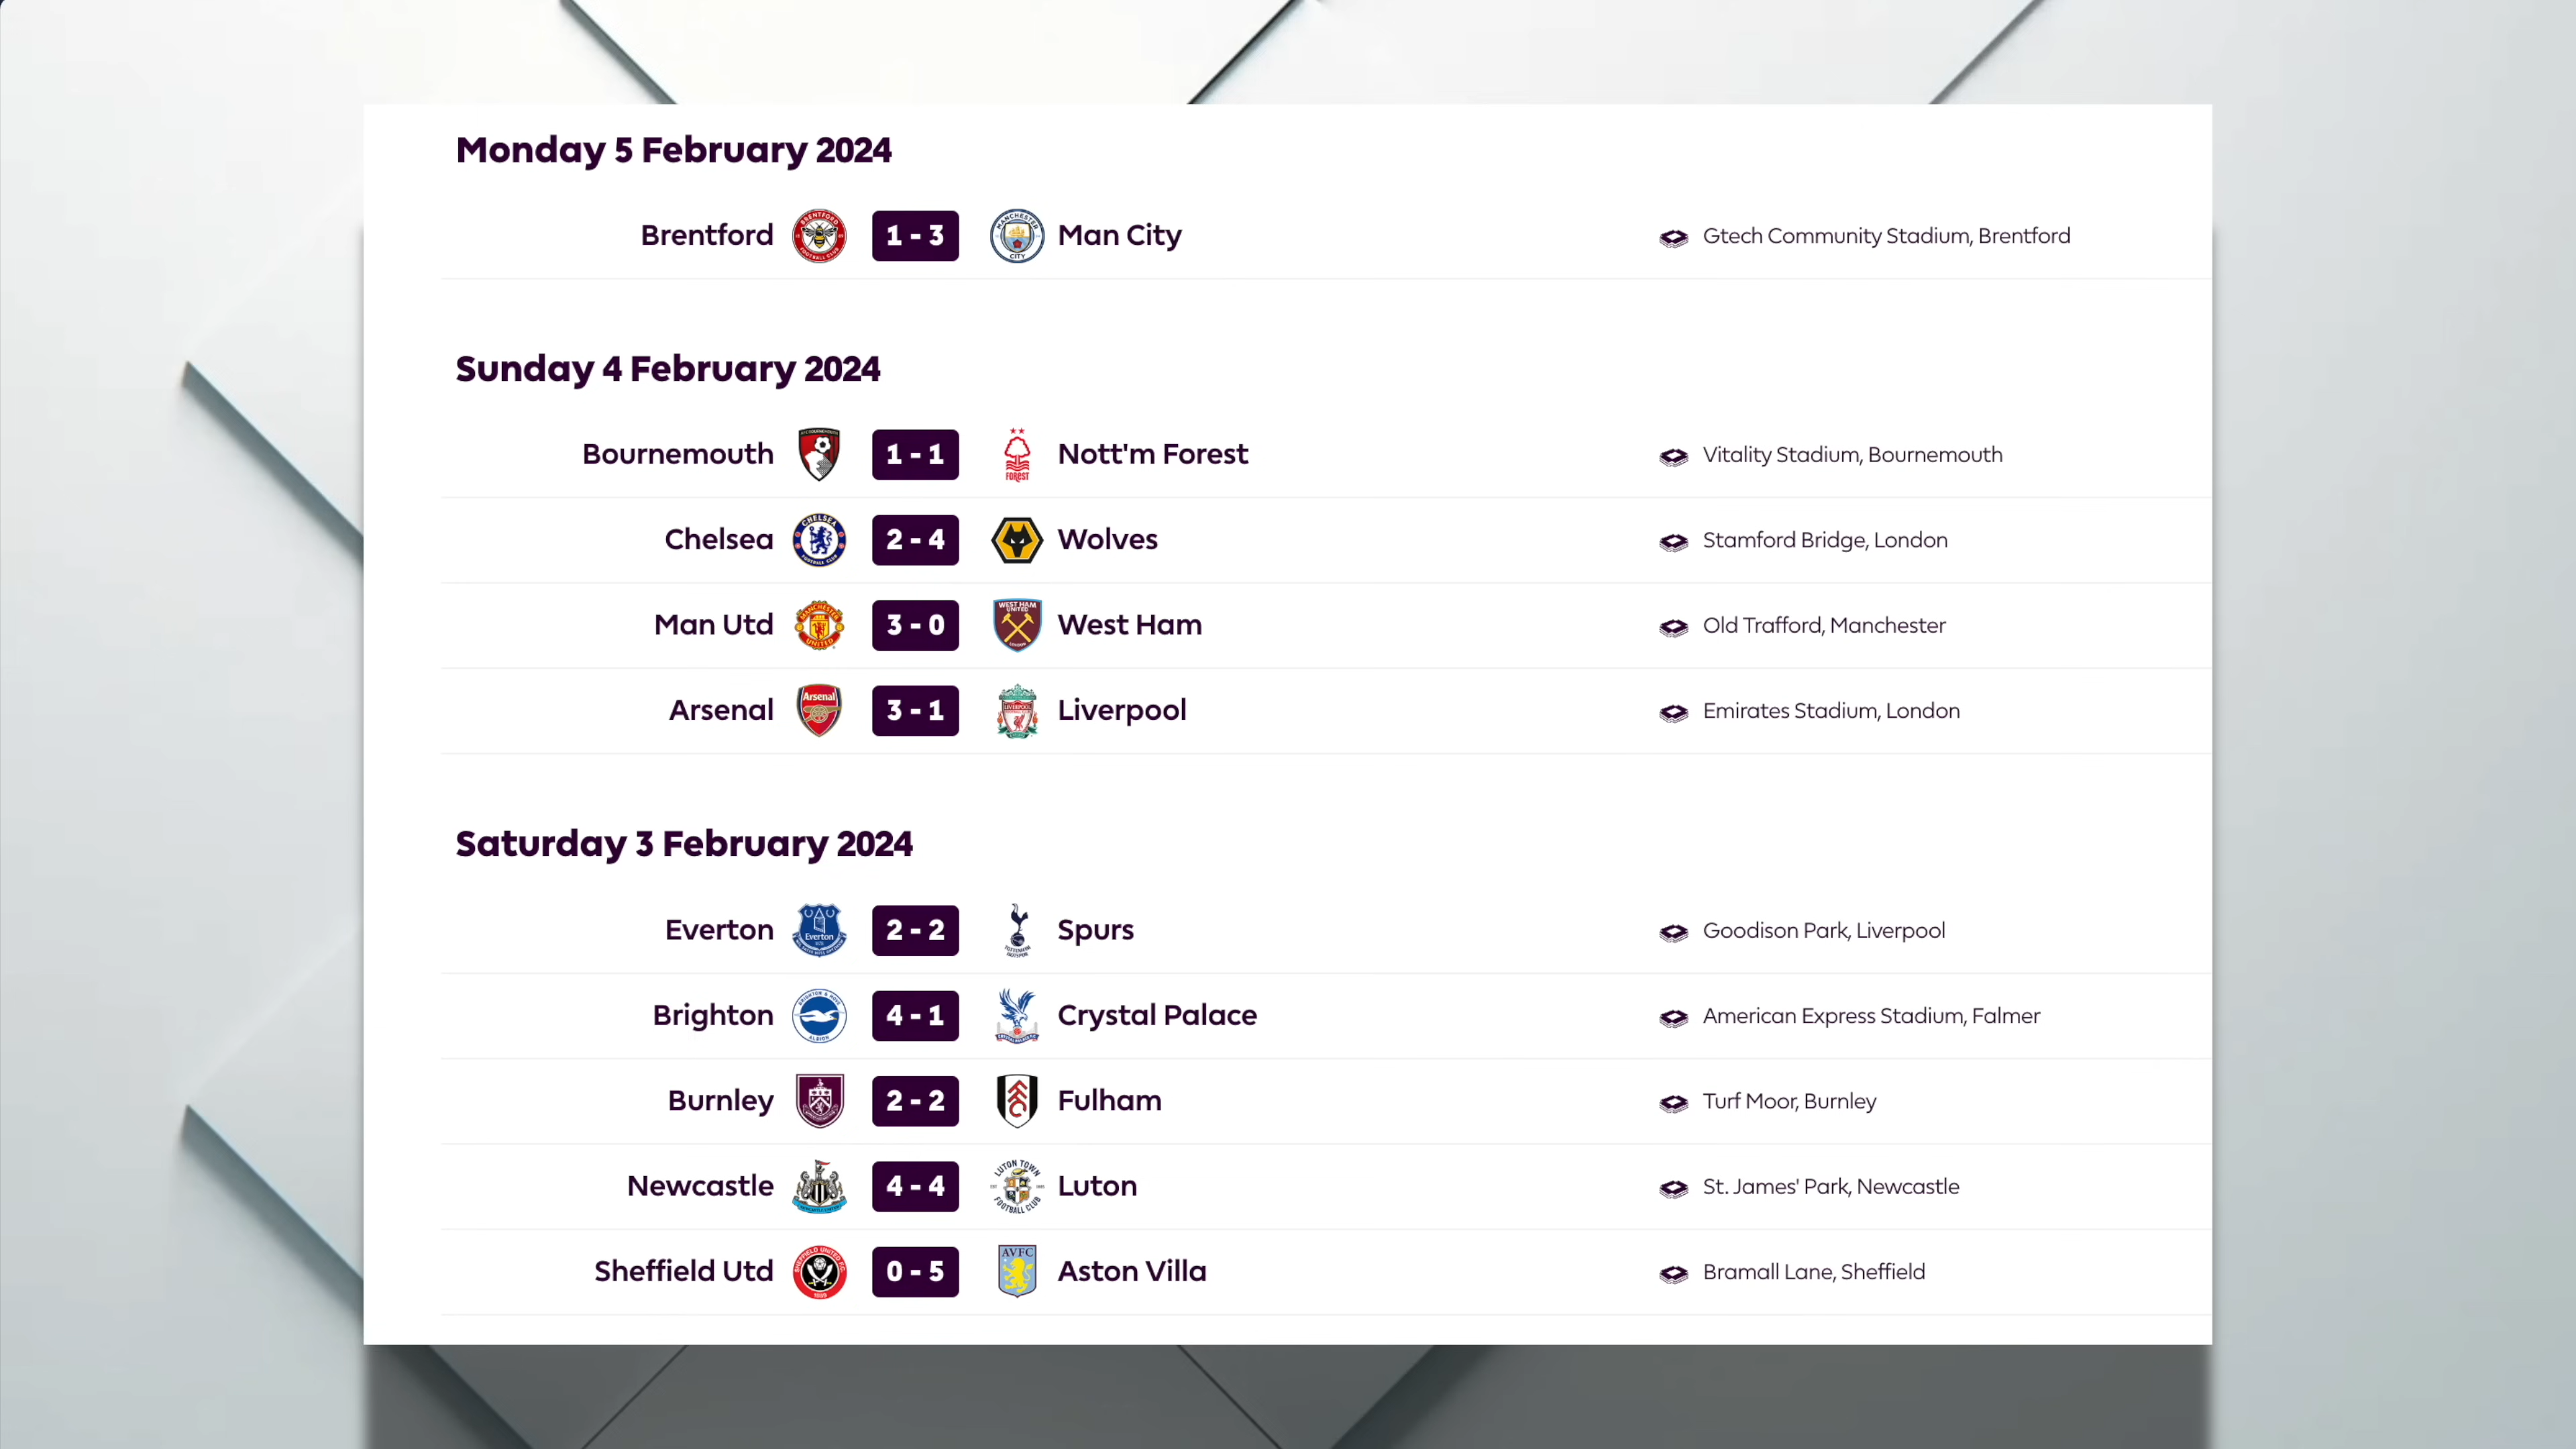 Monday 5 February 2024
Brentford 1 - 3 Man City Gtech Community Stadium, Brentford
Sunday 4 February 2024
Bournemouth 1 - 1 Nott'm Forest Vitality Stadium, Bournemouth
Chelsea 2 - 4 Wolves Stamford Bridge, London
Man Utd 3 - 0 West Ham Old Trafford, Manchester
Arsenal 3 - 1 Liverpool Emirates Stadium, London
Saturday 3 February 2024
Everton 2 - 2 Spurs Goodison Park, Liverpool
Brighton 4 - 1 Crystal Palace American Express Stadium, Falmer
Burnley 2 - 2 Fulham Turf Moor, Burnley
Newcastle 4 - 4 Luton St. James' Park, Newcastle
Sheffield Utd 0 - 5 Aston Villa Bramall Lane, Sheffield